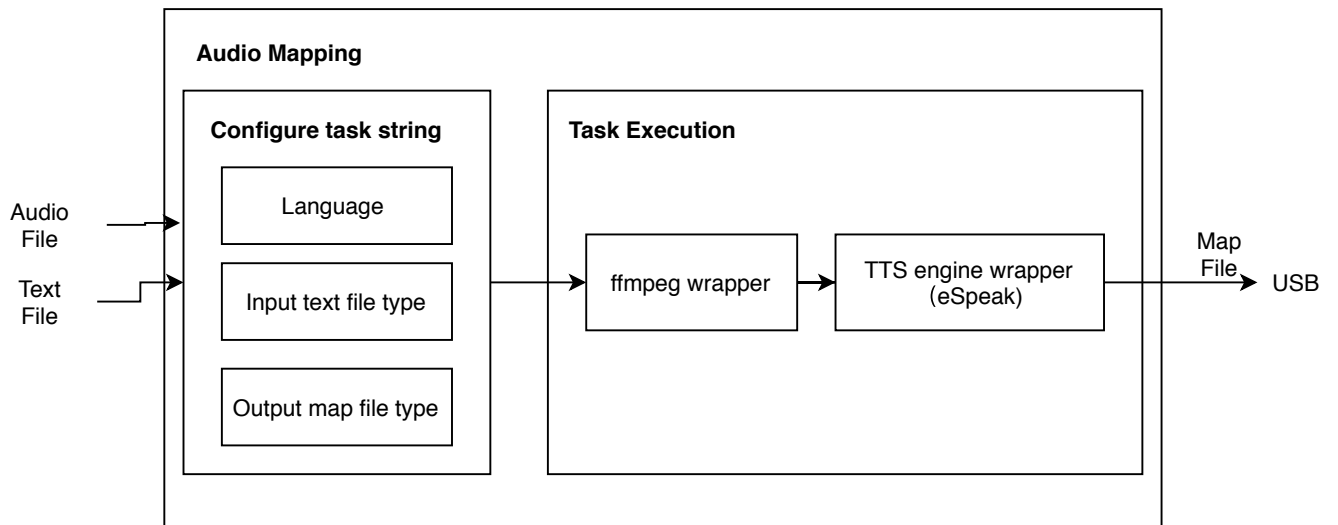 Audio Mapping
Configure task string
Language
Input text file type
Output map file type
Audio
File
Text
File
Task Execution
ffmpeg wrapper
TTS engine wrapper
(eSpeak)
Map
File
USB